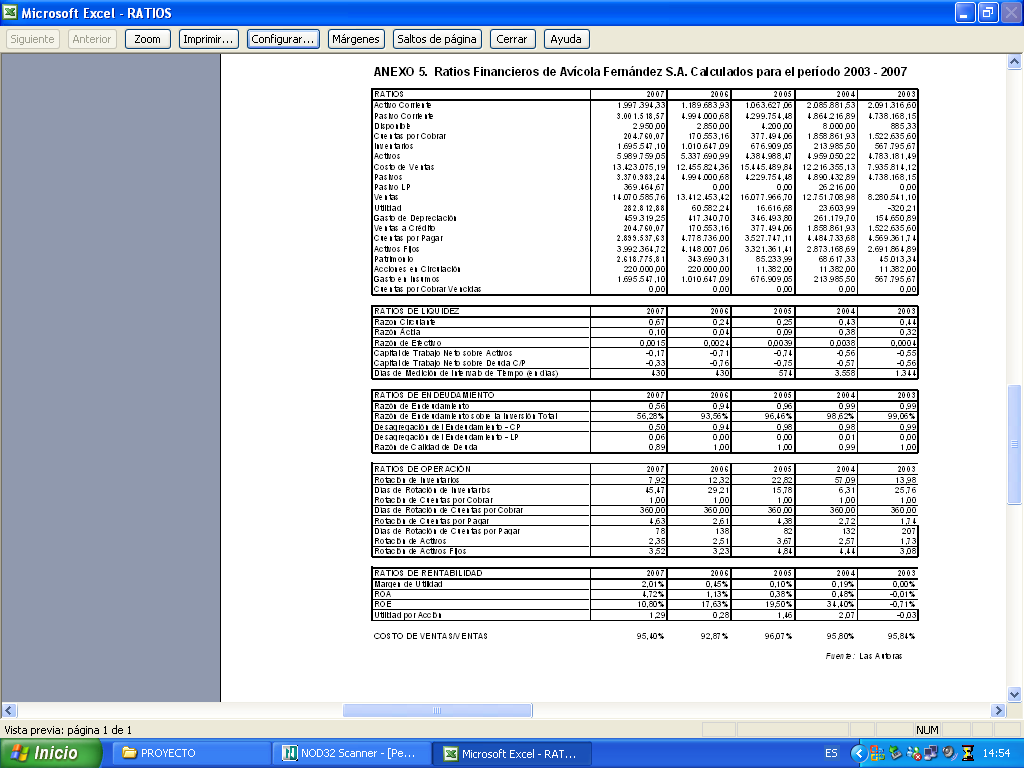 Microsoft Excel - RATIOS
Siguiente Anterior Zoom Imprimir... Configurar... Márgenes Saltos de página Cerrar Ayuda
ANEXO 5. Ratios Financieros de Avícola Fernández S.A. Calculados para el período 2003 - 2007
RATIOS 2007 2006 2005 2004 2003
Activo Corriente 1.997.394,33 1.189.683,93 1.063.627,06 2.085.881,53 2.091.316,60
Pasivo Corriente 3.001.518,57 4.994.000,68 4.299.754,48 4.864.216,89 4.738.168,15
Disponible 2.950,00 2.850,00 4.200,00 8.000,00 885,33
Cuentas por Cobrar 204.760,07 170.553,16 377.494,06 1.858.861,93 1.522.635,60
Inventarios 1.695.547,10 1.010.647,09 676.909,05 213.985,50 567.795,67
Activos 5.989.759,05 5.337.690,99 4.384.988,47 4.959.050,22 4.783.181,49
Costo de Ventas 13.423.075,19 12.455.824,36 15.445.489,84 12.216.355,13 7.935.814,12
Pasivos 3.370.983,24 4.994.000,68 4.229.754,48 4.890.432,89 4.738.168,15
Pasivo LP 369.464,67 0,00 0,00 26.216,00 0,00
Ventas 14.070.585,76 13.412.453,42 16.077.966,70 12.751.708,98 8.280.541,10
Utilidad 282.812,88 60.582,24 16.616,68 23.603,99 -320,21
Gasto de Depreciación 459.319,25 417.340,70 346.493,80 261.179,70 154.650,89
Ventas a Crédito 204.760,07 170.553,16 377.494,06 1.858.861,93 1.522.635,60
Cuentas por Pagar 2.899.537,63 4.778.736,00 3.527.747,11 4.484.733,68 4.569.361,74
Activos Fijos 3.992.364,72 4.148.007,06 3.321.361,41 2.873.168,69 2.691.864,89
Patrimonio 2.618.775,81 343.690,31 85.233,99 68.617,33 45.013,34
Acciones en Circulación 220.000,00 220.000,00 11.382,00 11.382,00 11.382,00
Gasto en Insumos 1.695.547,10 1.010.647,09 676.909,05 213.985,50 567.795,67
Cuentas por Cobrar Vencidas 0,00 0,00 0,00 0,00 0,00
RATIOS DE LIQUIDEZ 2007 2006 2005 2004 2003
Razón Circulante 0,67 0,24 0,25 0,43 0,44
Razón Ácida 0,10 0,04 0,09 0,38 0,32
Razón de Efectivo 0,0015 0,0024 0,0039 0,0038 0,0004
Capital de Trabajo Neto sobre Activos -0,17 -0,71 -0,74 -0,56 -0,55
Capital de Trabajo Neto sobre Deuda C/P -0,33 -0,76 -0,75 -0,57 -0,56
Días de Medición de Intervalo de Tiempo (en días) 430 430 574 3.558 1.344
RATIOS DE ENDEUDAMIENTO 2007 2006 2005 2004 2003
Razón de Endeudamiento 0,56 0,94 0,96 0,99 0,99
Razón de Endeudamiento sobre la Inversión Total 56,28% 93,56% 96,46% 98,62% 99,06%
Desagregación del Endeudamiento - CP 0,50 0,94 0,98 0,98 0,99
Desagregación del Endeudamiento - LP 0,06 0,00 0,00 0,01 0,00
Razón de Calidad de Deuda 0,89 1,00 1,00 0,99 1,00
RATIOS DE OPERACIÓN 2007 2006 2005 2004 2003
Rotación de Inventarios 7,92 12,32 22,82 57,09 13,98
Días de Rotación de Inventarios 45,47 29,21 15,78 6,31 25,76
Rotación de Cuentas por Cobrar 1,00 1,00 1,00 1,00 1,00
Días de Rotación de Cuentas por Cobrar 360,00 360,00 360,00 360,00 360,00
Rotación de Cuentas por Pagar 4,63 2,61 4,38 2,72 1,74
Días de Rotación de Cuentas por Pagar 78 138 82 132 207
Rotación de Activos 2,35 2,51 3,67 2,57 1,73
Rotación de Activos Fijos 3,52 3,23 4,84 4,44 3,08
RATIOS DE RENTABILIDAD 2007 2006 2005 2004 2003
Margen de Utilidad 2,01% 0,45% 0,10% 0,19% 0,00%
ROA 4,72% 1,13% 0,38% 0,48% -0,01%
ROE 10,80% 17,63% 19,50% 34,40% -0,71%
Utilidad por Acción 1,29 0,28 1,46 2,07 -0,03
COSTO DE VENTAS/VENTAS 95,40% 92,87% 96,07% 95,80% 95,84%
Fuente: Las Autoras
Vista previa: página 1 de 1 NUM
Inicio PROYECTO NOD32 Scanner - [Pe... Microsoft Excel - RAT... ES 14:54